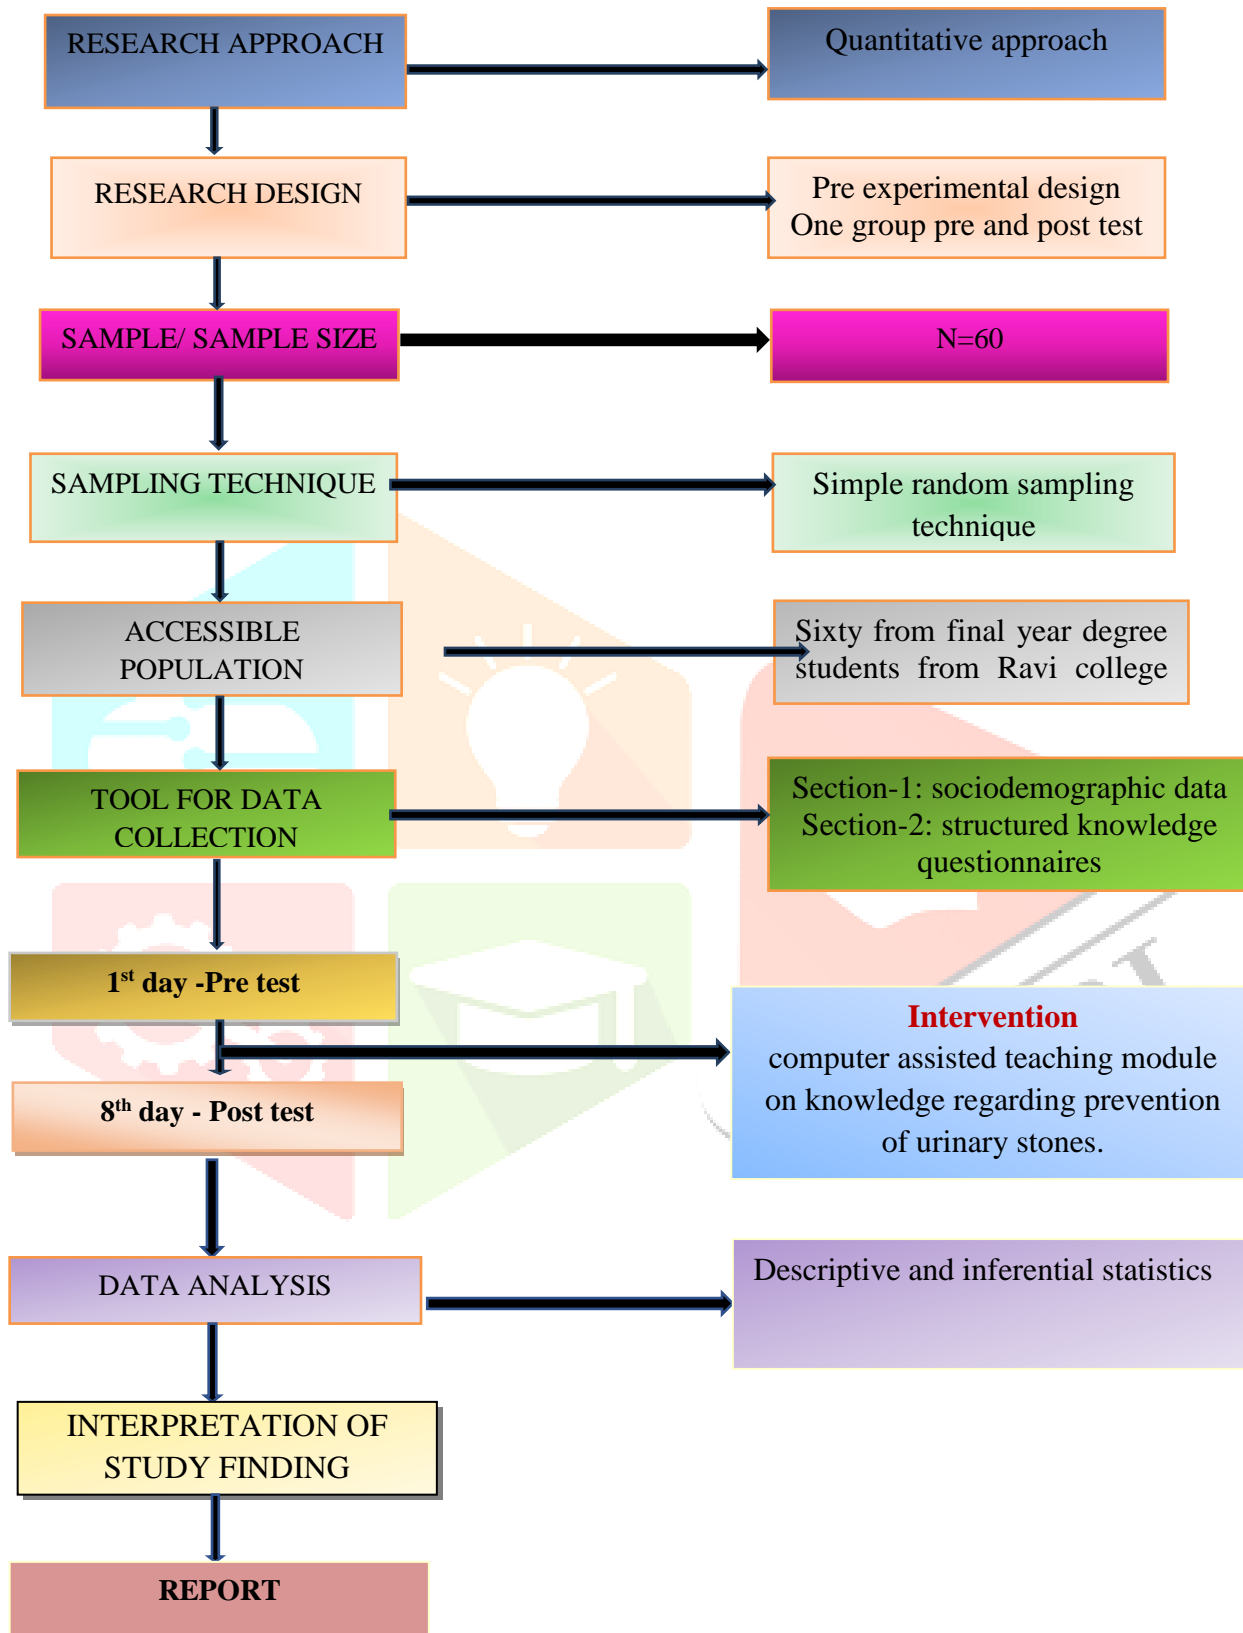 RESEARCH APPROACH
Quantitative approach
RESEARCH DESIGN
Pre experimental design
One group pre and post test
SAMPLE/ SAMPLE SIZE
N=60
SAMPLING TECHNIQUE
Simple random sampling
technique
ACCESSIBLE
POPULATION
Sixty from final year degree
students from Ravi college
TOOL FOR DATA
COLLECTION
Section-1: sociodemographic data
Section-2: structured knowledge
questionnaires
1st day -Pre test
Intervention
computer assisted teaching module
on knowledge regarding prevention
of urinary stones.
8th day - Post test
DATA ANALYSIS
Descriptive and inferential statistics
INTERPRETATION OF
STUDY FINDING
REPORT